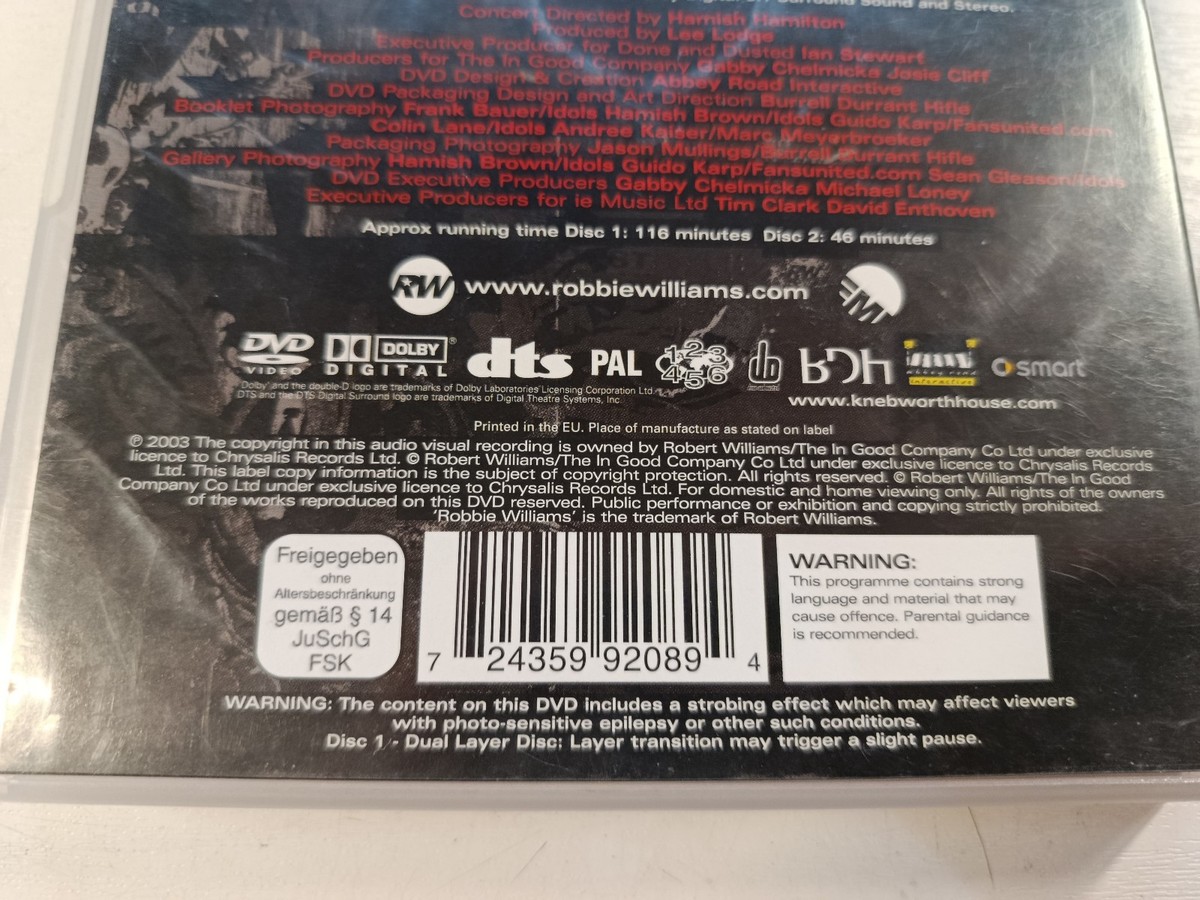 Surround Sound and Stereo.
Concert Directed by Hamish Hamilton
Produced by Lee Lodge
Executive Producer for Done and Dusted Ian Stewart
Producers for The In Good Company Gabby Chelmicka Josie Cliff
DVD Design & Creation Abbey Road Interactive
DVD Packaging Design and Art Direction Burrell Durrant Hifle
Booklet Photography Frank Bauer/Idols Hamish Brown/Idols Guido Karp/Fansunited.com
Colin Lane/Idols Andree Kaiser/Marc Meyerbroeker
Packaging Photography Jason Mullings/Burrell Durrant Hifle
Gallery Photography Hamish Brown/Idols Guido Karp/Fansunited.com Sean Gleason/Idols
DVD Executive Producers Gabby Chelmicka Michael Loney
Executive Producers for ie Music Ltd Tim Clark David Enthoven
Approx running time Disc 1: 116 minutes Disc 2: 46 minutes
RW www.robbiewilliams.com
DVD VIDEO DOLBY DIGITAL ® dts PAL 1 2 3 4 5 6 BDH abbey road interactive smart
Dolby and the double-D logo are trademarks of Dolby Laboratories Licensing Corporation Ltd.
DTS and the DTS Digital Surround logo are trademarks of Digital Theatre Systems, Inc.
www.knebworthhouse.com
Printed in the EU. Place of manufacture as stated on label
℗ 2003 The copyright in this audio visual recording is owned by Robert Williams/The In Good Company Co Ltd under exclusive
licence to Chrysalis Records Ltd. © Robert Williams/The In Good Company Co Ltd under exclusive licence to Chrysalis Records
Ltd. This label copy information is the subject of copyright protection. All rights reserved. © Robert Williams/The In Good
Company Co Ltd under exclusive licence to Chrysalis Records Ltd. For domestic and home viewing only. All rights of the owners
of the works reproduced on this DVD reserved. Public performance or exhibition and copying strictly prohibited.
'Robbie Williams' is the trademark of Robert Williams.
Freigegeben
ohne
Altersbeschränkung
gemäß § 14
JuSchG
FSK
7 24359 92089 4
WARNING:
This programme contains strong
language and material that may
cause offence. Parental guidance
is recommended.
WARNING: The content on this DVD includes a strobing effect which may affect viewers
with photo-sensitive epilepsy or other such conditions.
Disc 1 - Dual Layer Disc: Layer transition may trigger a slight pause.